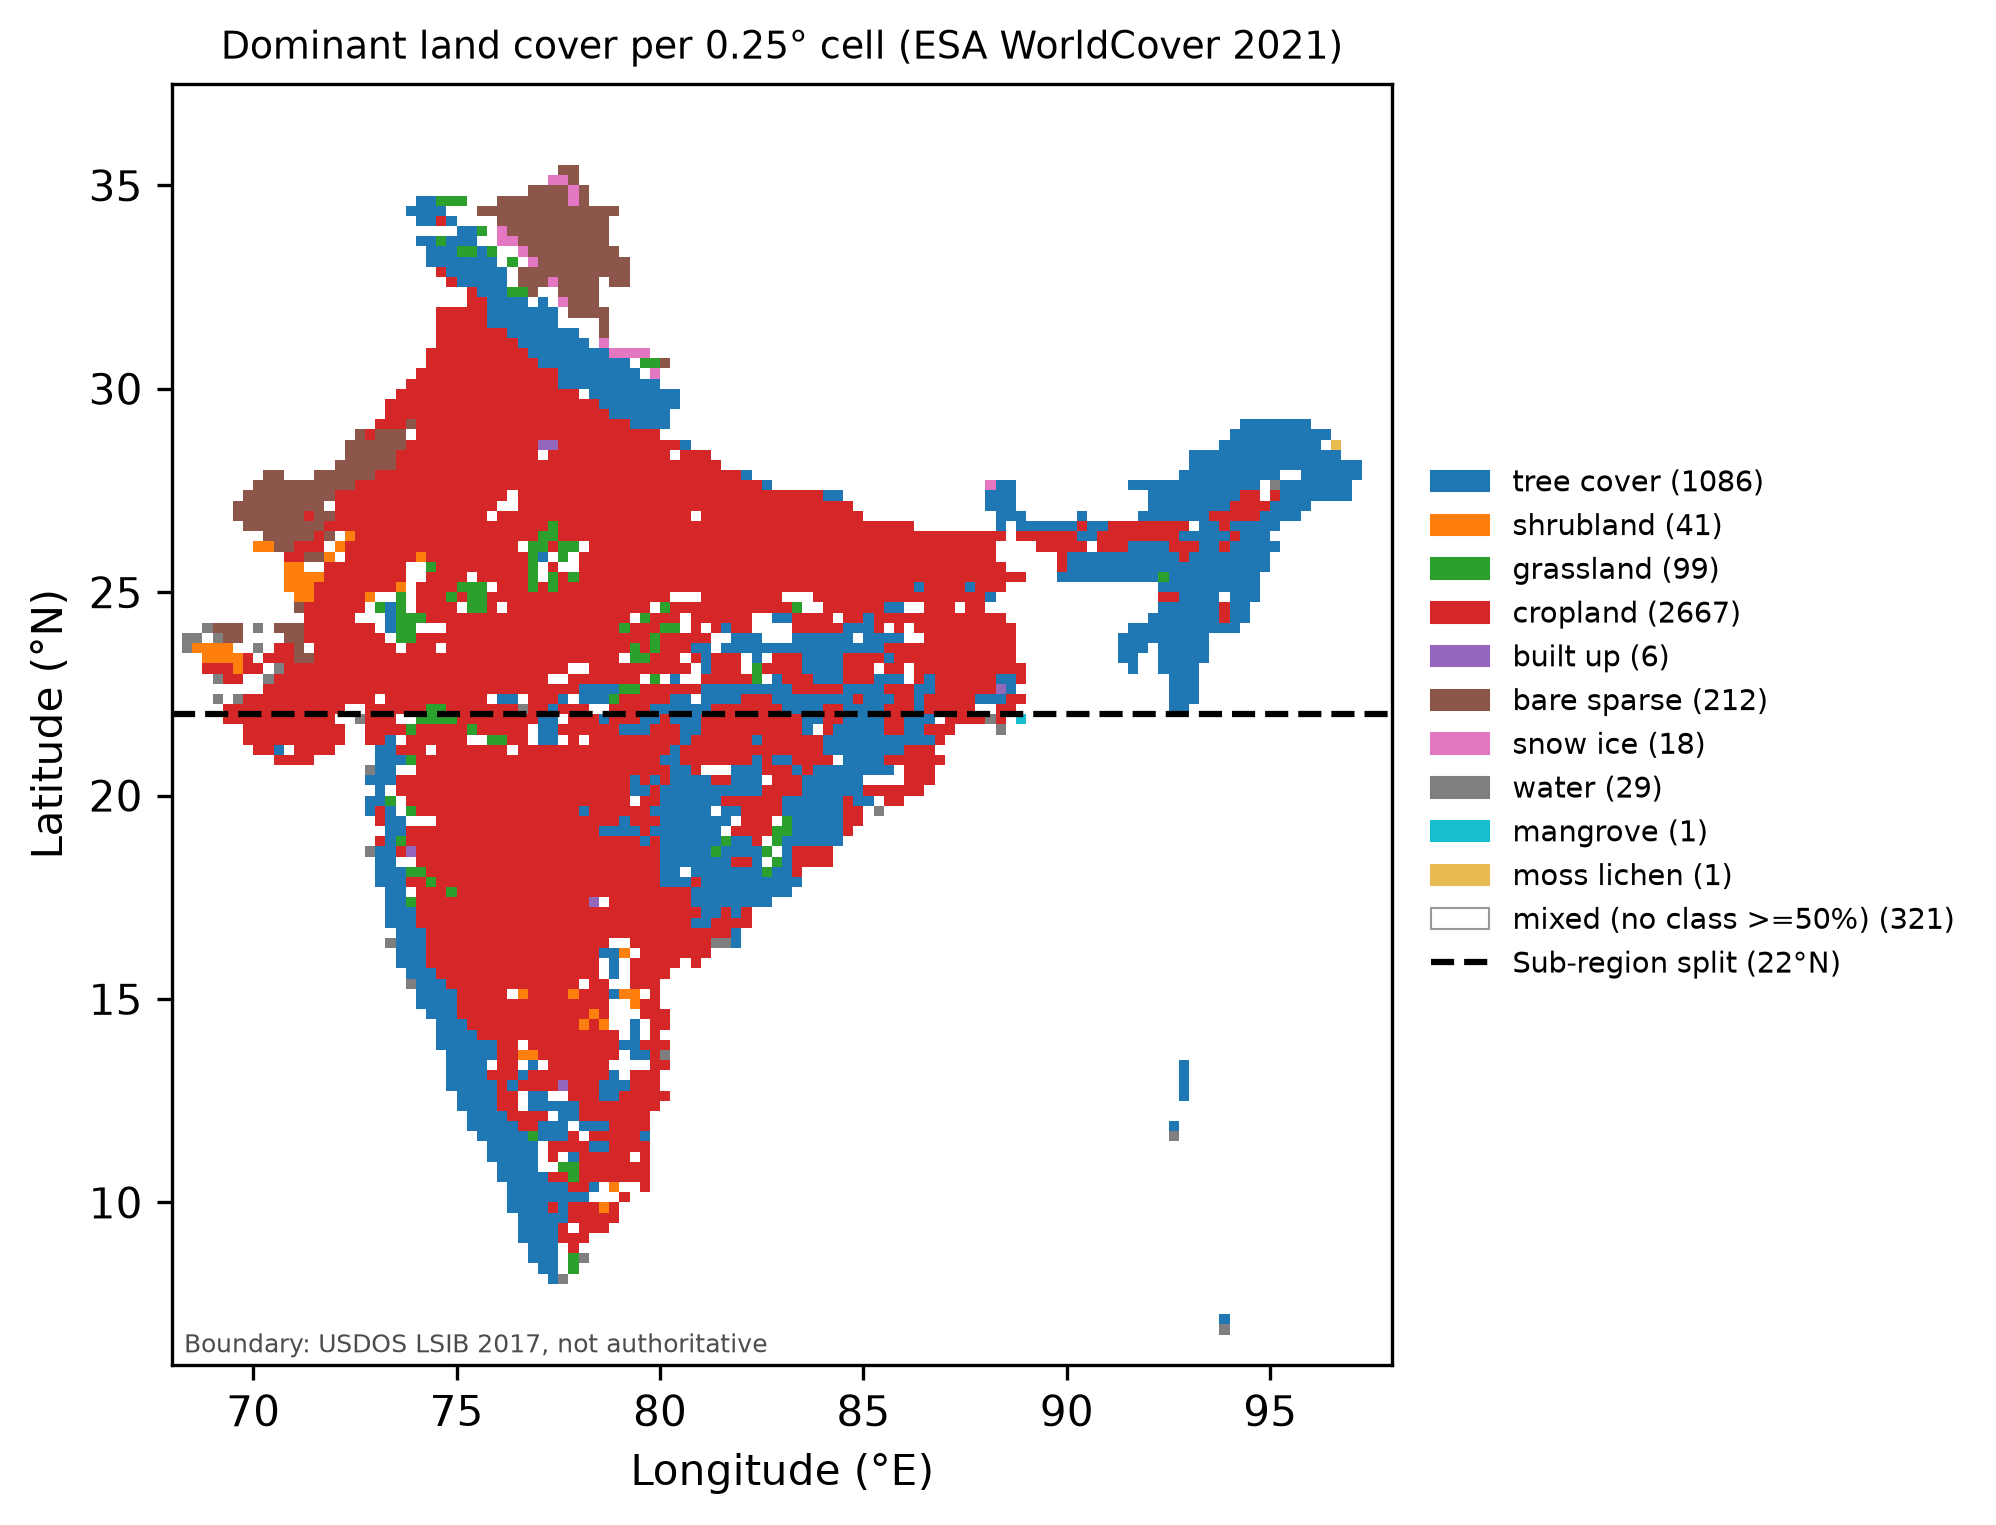 Dominant land cover per 0.25° cell (ESA WorldCover 2021)
35
30
25
20
15
10
Latitude (°N)
tree cover (1086)
shrubland (41)
grassland (99)
cropland (2667)
built up (6)
bare sparse (212)
snow ice (18)
water (29)
mangrove (1)
moss lichen (1)
mixed (no class >=50%) (321)
Sub-region split (22°N)
Boundary: USDOS LSIB 2017, not authoritative
70 75 80 85 90 95
Longitude (°E)